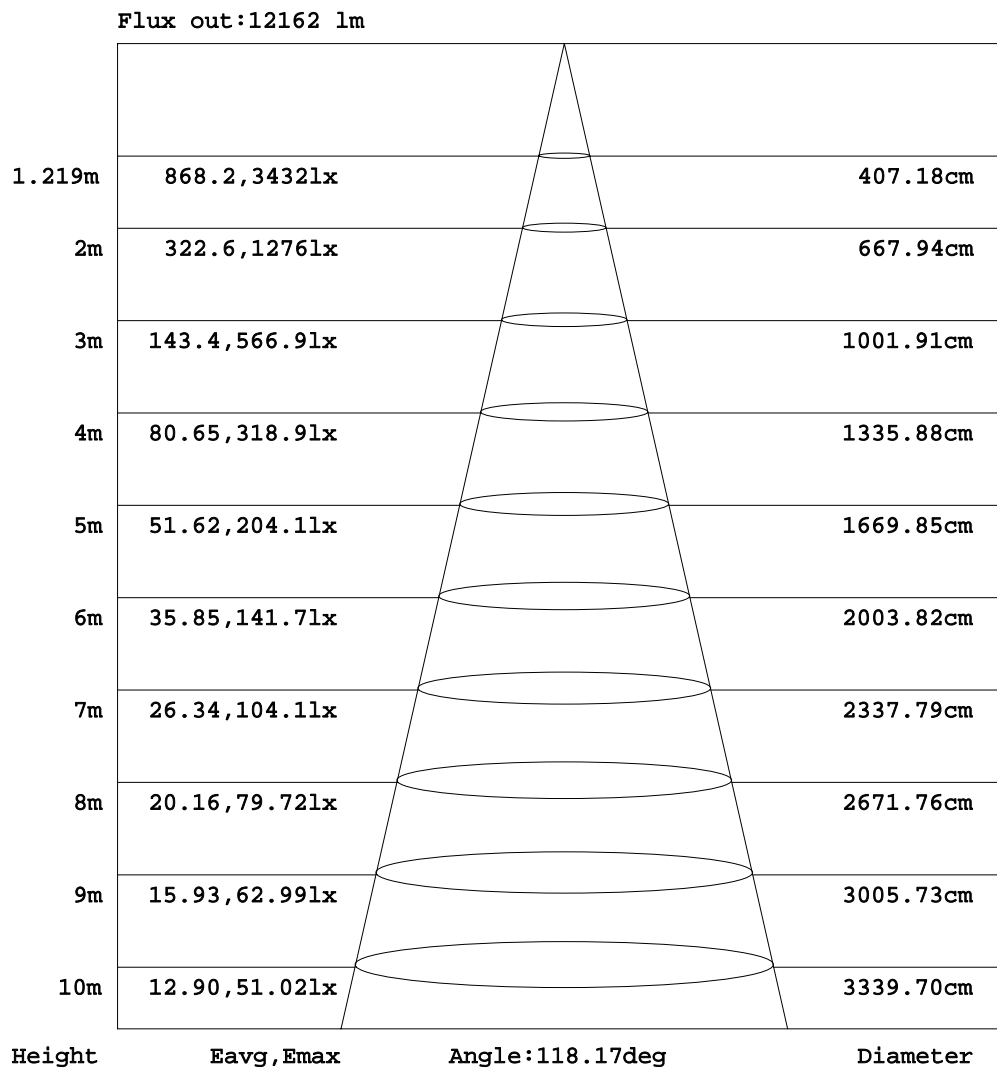 Flux out:12162 lm
1.219m 868.2,3432lx 407.18cm
2m 322.6,1276lx 667.94cm
3m 143.4,566.9lx 1001.91cm
4m 80.65,318.9lx 1335.88cm
5m 51.62,204.1lx 1669.85cm
6m 35.85,141.7lx 2003.82cm
7m 26.34,104.1lx 2337.79cm
8m 20.16,79.72lx 2671.76cm
9m 15.93,62.99lx 3005.73cm
10m 12.90,51.02lx 3339.70cm
Height Eavg,Emax Angle:118.17deg Diameter